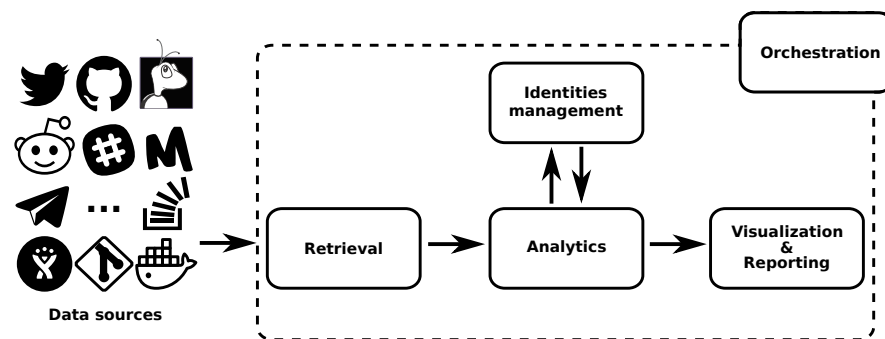 Orchestration
Identities
management
Retrieval
Analytics
Visualization
&
Reporting
...
Data sources